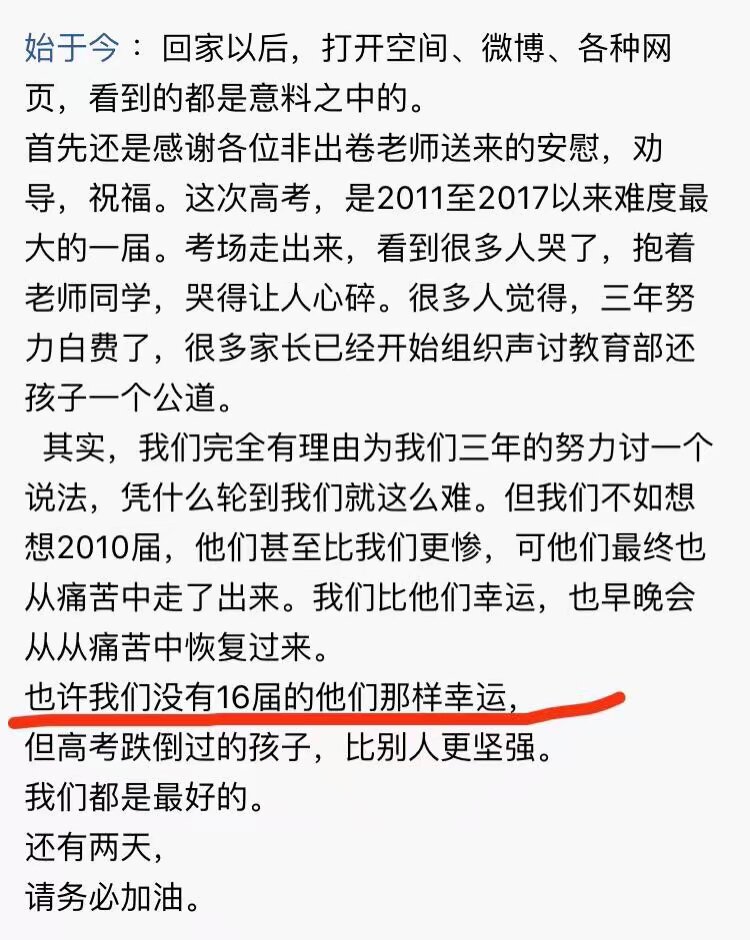 始于今： 回家以后，打开空间、微博、各种网
页，看到的都是意料之中的。
首先还是感谢各位非出卷老师送来的安慰，劝
导，祝福。这次高考，是2011至2017以来难度最
大的一届。考场走出来，看到很多人哭了，抱着
老师同学，哭得让人心碎。很多人觉得，三年努
力白费了，很多家长已经开始组织声讨教育部还
孩子一个公道。
其实，我们完全有理由为我们三年的努力讨一个
说法，凭什么轮到我们就这么难。但我们不如想
想2010届，他们甚至比我们更惨，可他们最终也
从痛苦中走了出来。我们比他们幸运，也早晚会
从从痛苦中恢复过来。
也许我们没有16届的他们那样幸运，
但高考跌倒过的孩子，比别人更坚强。
我们都是最好的。
还有两天，
请务必加油。